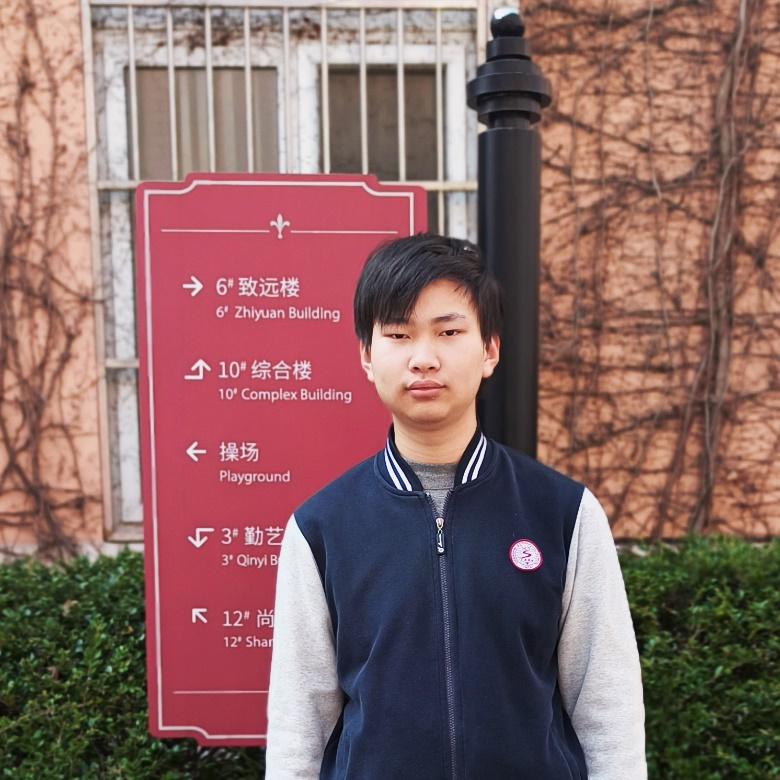 6# 致远楼
6# Zhiyuan Building
10# 综合楼
10# Complex Building
操场
Playground
3# 勤艺
3# Qinyi
12# 尚
12#